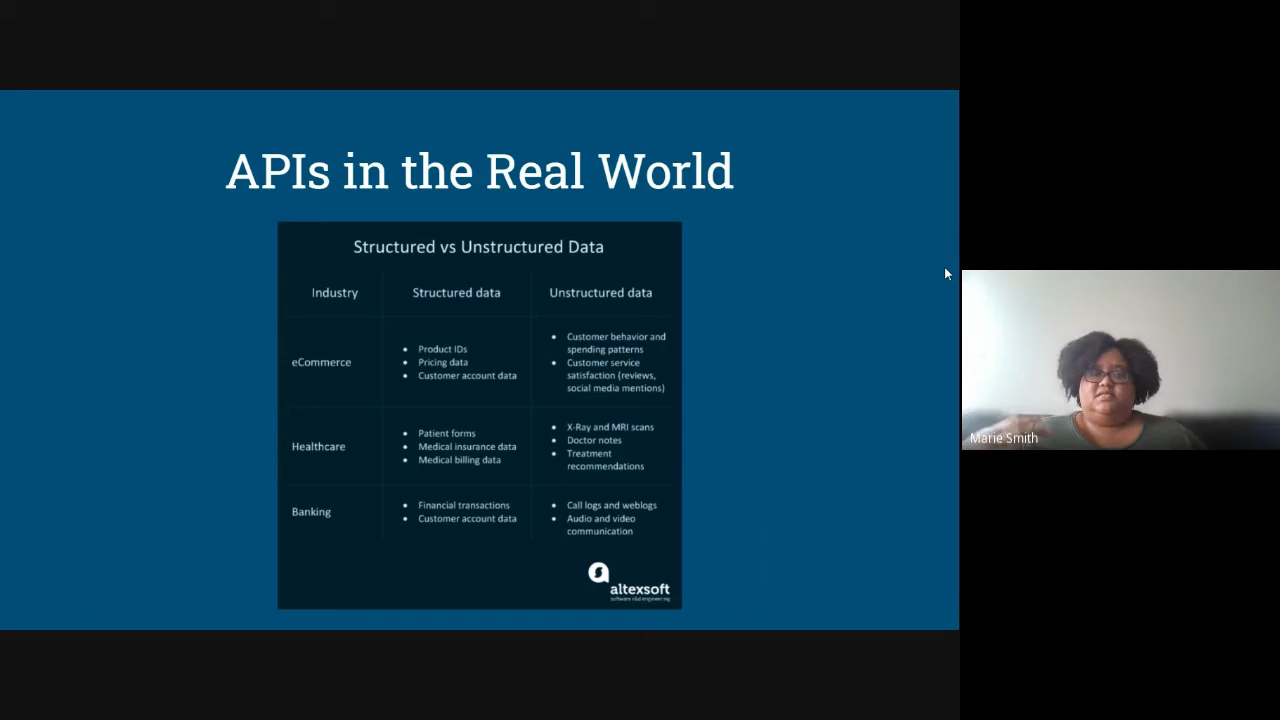 APIs in the Real World
Structured vs Unstructured Data
Industry
Structured data
Unstructured data
eCommerce
Product IDs
Pricing data
Customer account data
Customer behavior and
spending patterns
Customer service
satisfaction (reviews,
social media mentions)
Healthcare
Patient forms
Medical insurance data
Medical billing data
X-Ray and MRI scans
Doctor notes
Treatment
recommendations
Banking
Financial transactions
Customer account data
Call logs and weblogs
Audio and video
communication
altexsoft
software r&d engineering
Marie Smith